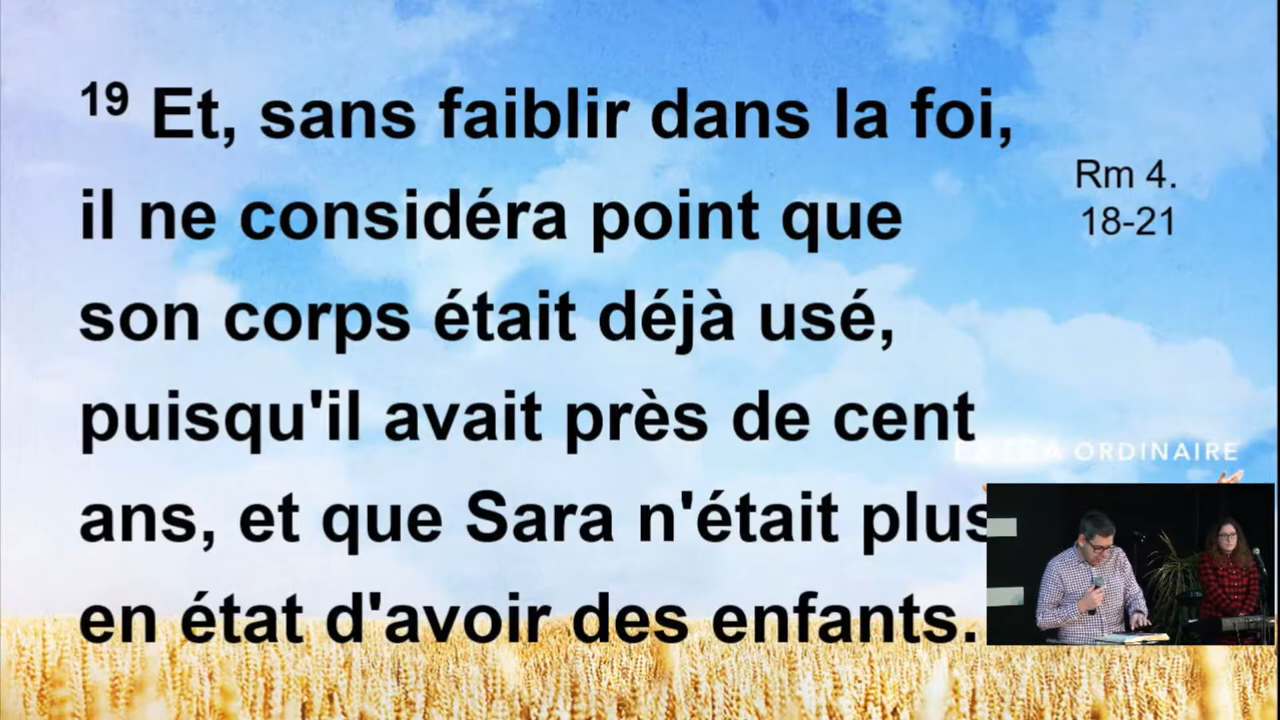 19 Et, sans faiblir dans la foi,
il ne considéra point que
son corps était déjà usé,
puisqu'il avait près de cent
ans, et que Sara n'était plus
en état d'avoir des enfants.
Rm 4.
18-21
ORDINAIRE